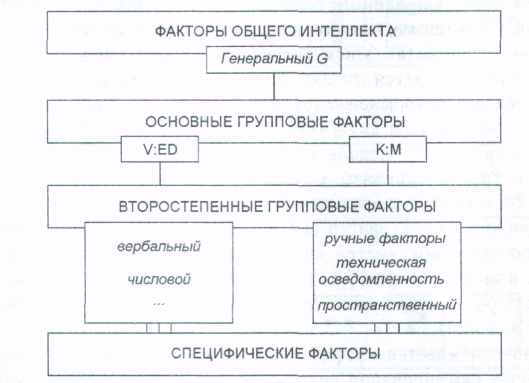 ФАКТОРЫ ОБЩЕГО ИНТЕЛЛЕКТА
Генеральный G
ОСНОВНЫЕ ГРУППОВЫЕ ФАКТОРЫ
V:ED
K:M
ВТОРОСТЕПЕННЫЕ ГРУППОВЫЕ ФАКТОРЫ
вербальный
числовой
...
ручные факторы
техническая
осведомленность
пространственный
СПЕЦИФИЧЕСКИЕ ФАКТОРЫ